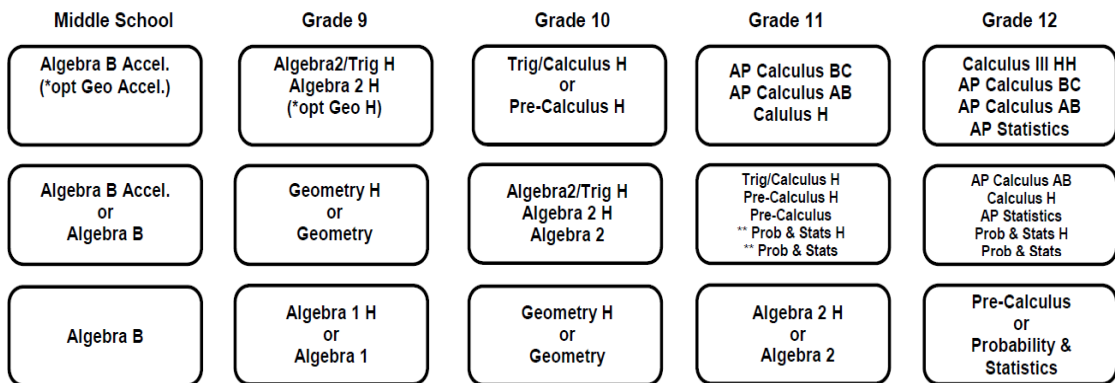 Middle School
Grade 9
Grade 10
Grade 11
Grade 12
Algebra B Accel.
(*opt Geo Accel.)
Algebra2/Trig H
Algebra 2 H
(*opt Geo H)
Trig/Calculus H
or
Pre-Calculus H
AP Calculus BC
AP Calculus AB
Calulus H
Calculus III HH
AP Calculus BC
AP Calculus AB
AP Statistics
Algebra B Accel.
or
Algebra B
Geometry H
or
Geometry
Algebra2/Trig H
Algebra 2 H
Algebra 2
Trig/Calculus H
Pre-Calculus H
Pre-Calculus
** Prob & Stats H
** Prob & Stats
AP Calculus AB
Calculus H
AP Statistics
Prob & Stats H
Prob & Stats
Algebra B
Algebra 1 H
or
Algebra 1
Geometry H
or
Geometry
Algebra 2 H
or
Algebra 2
Pre-Calculus
or
Probability &
Statistics